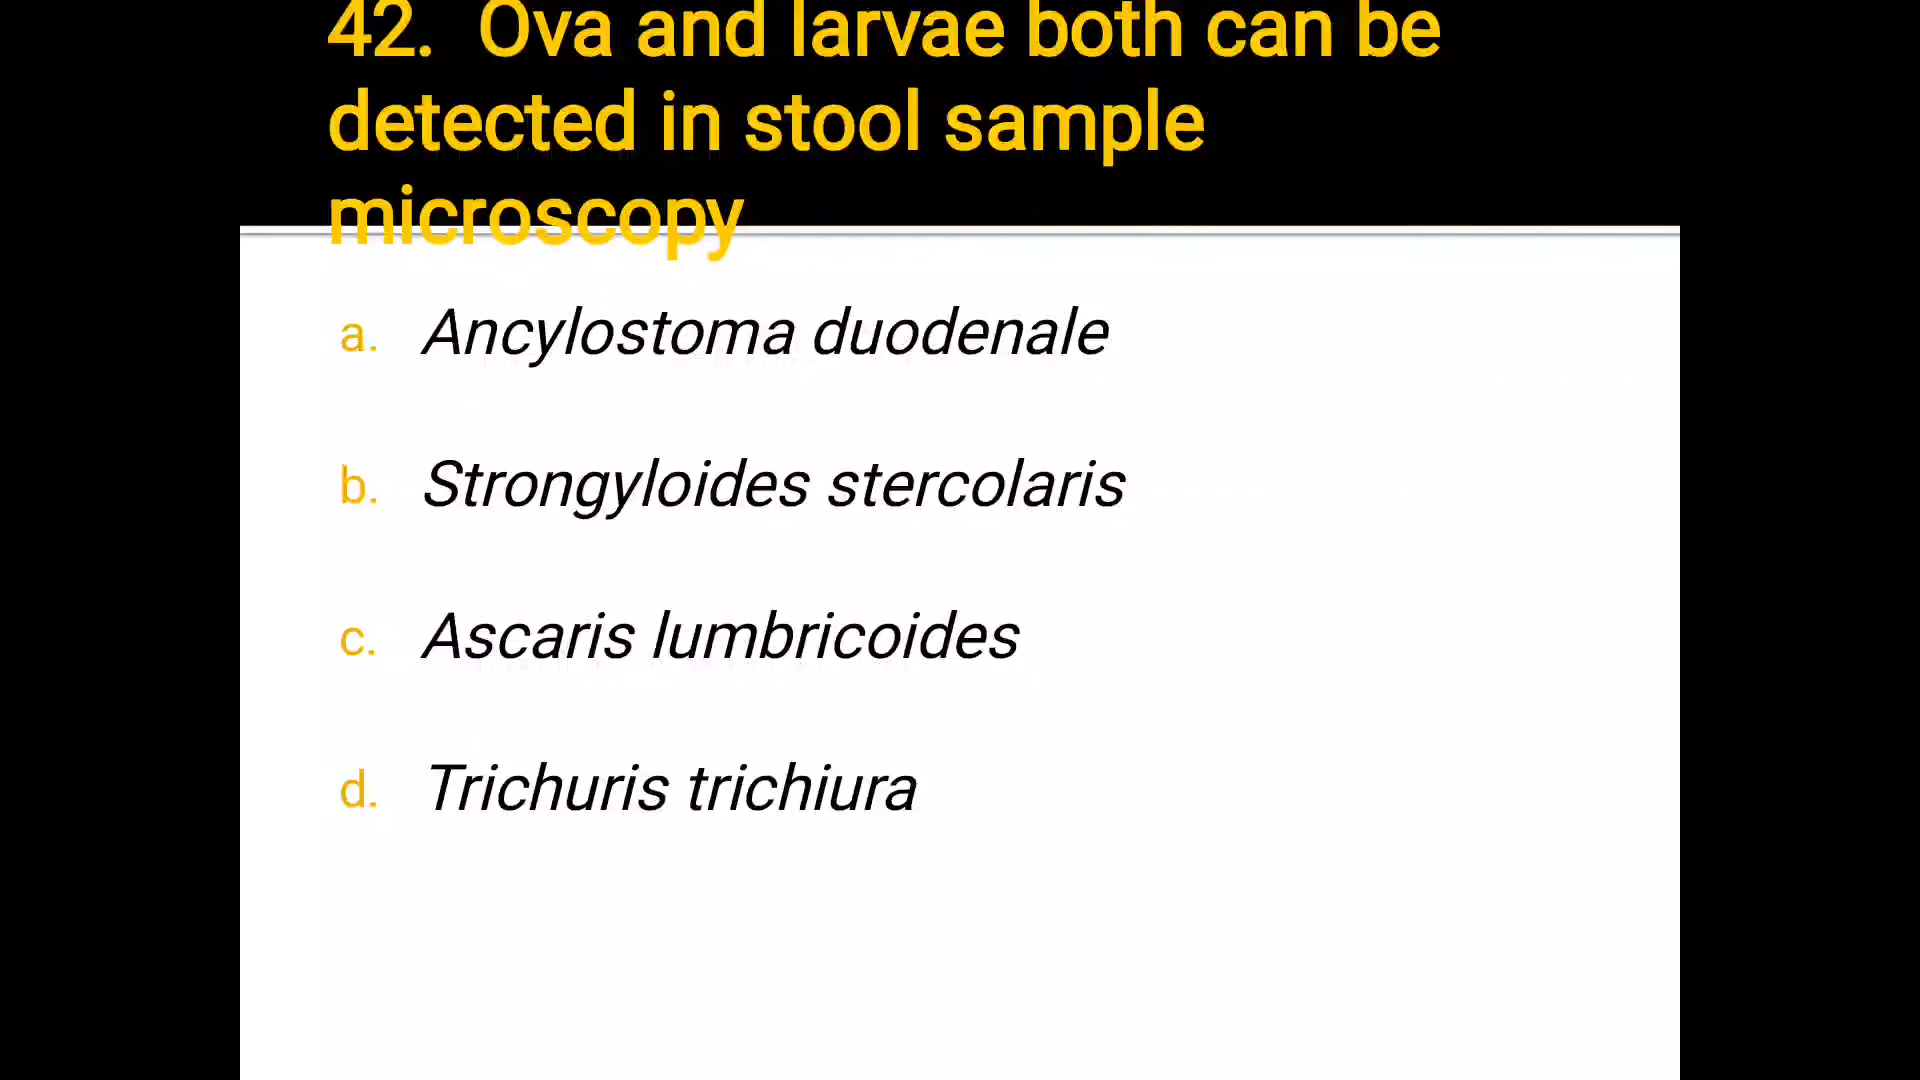 42. Ova and larvae both can be
detected in stool sample
microscopy
a. Ancylostoma duodenale
b. Strongyloides stercolaris
c. Ascaris lumbricoides
d. Trichuris trichiura